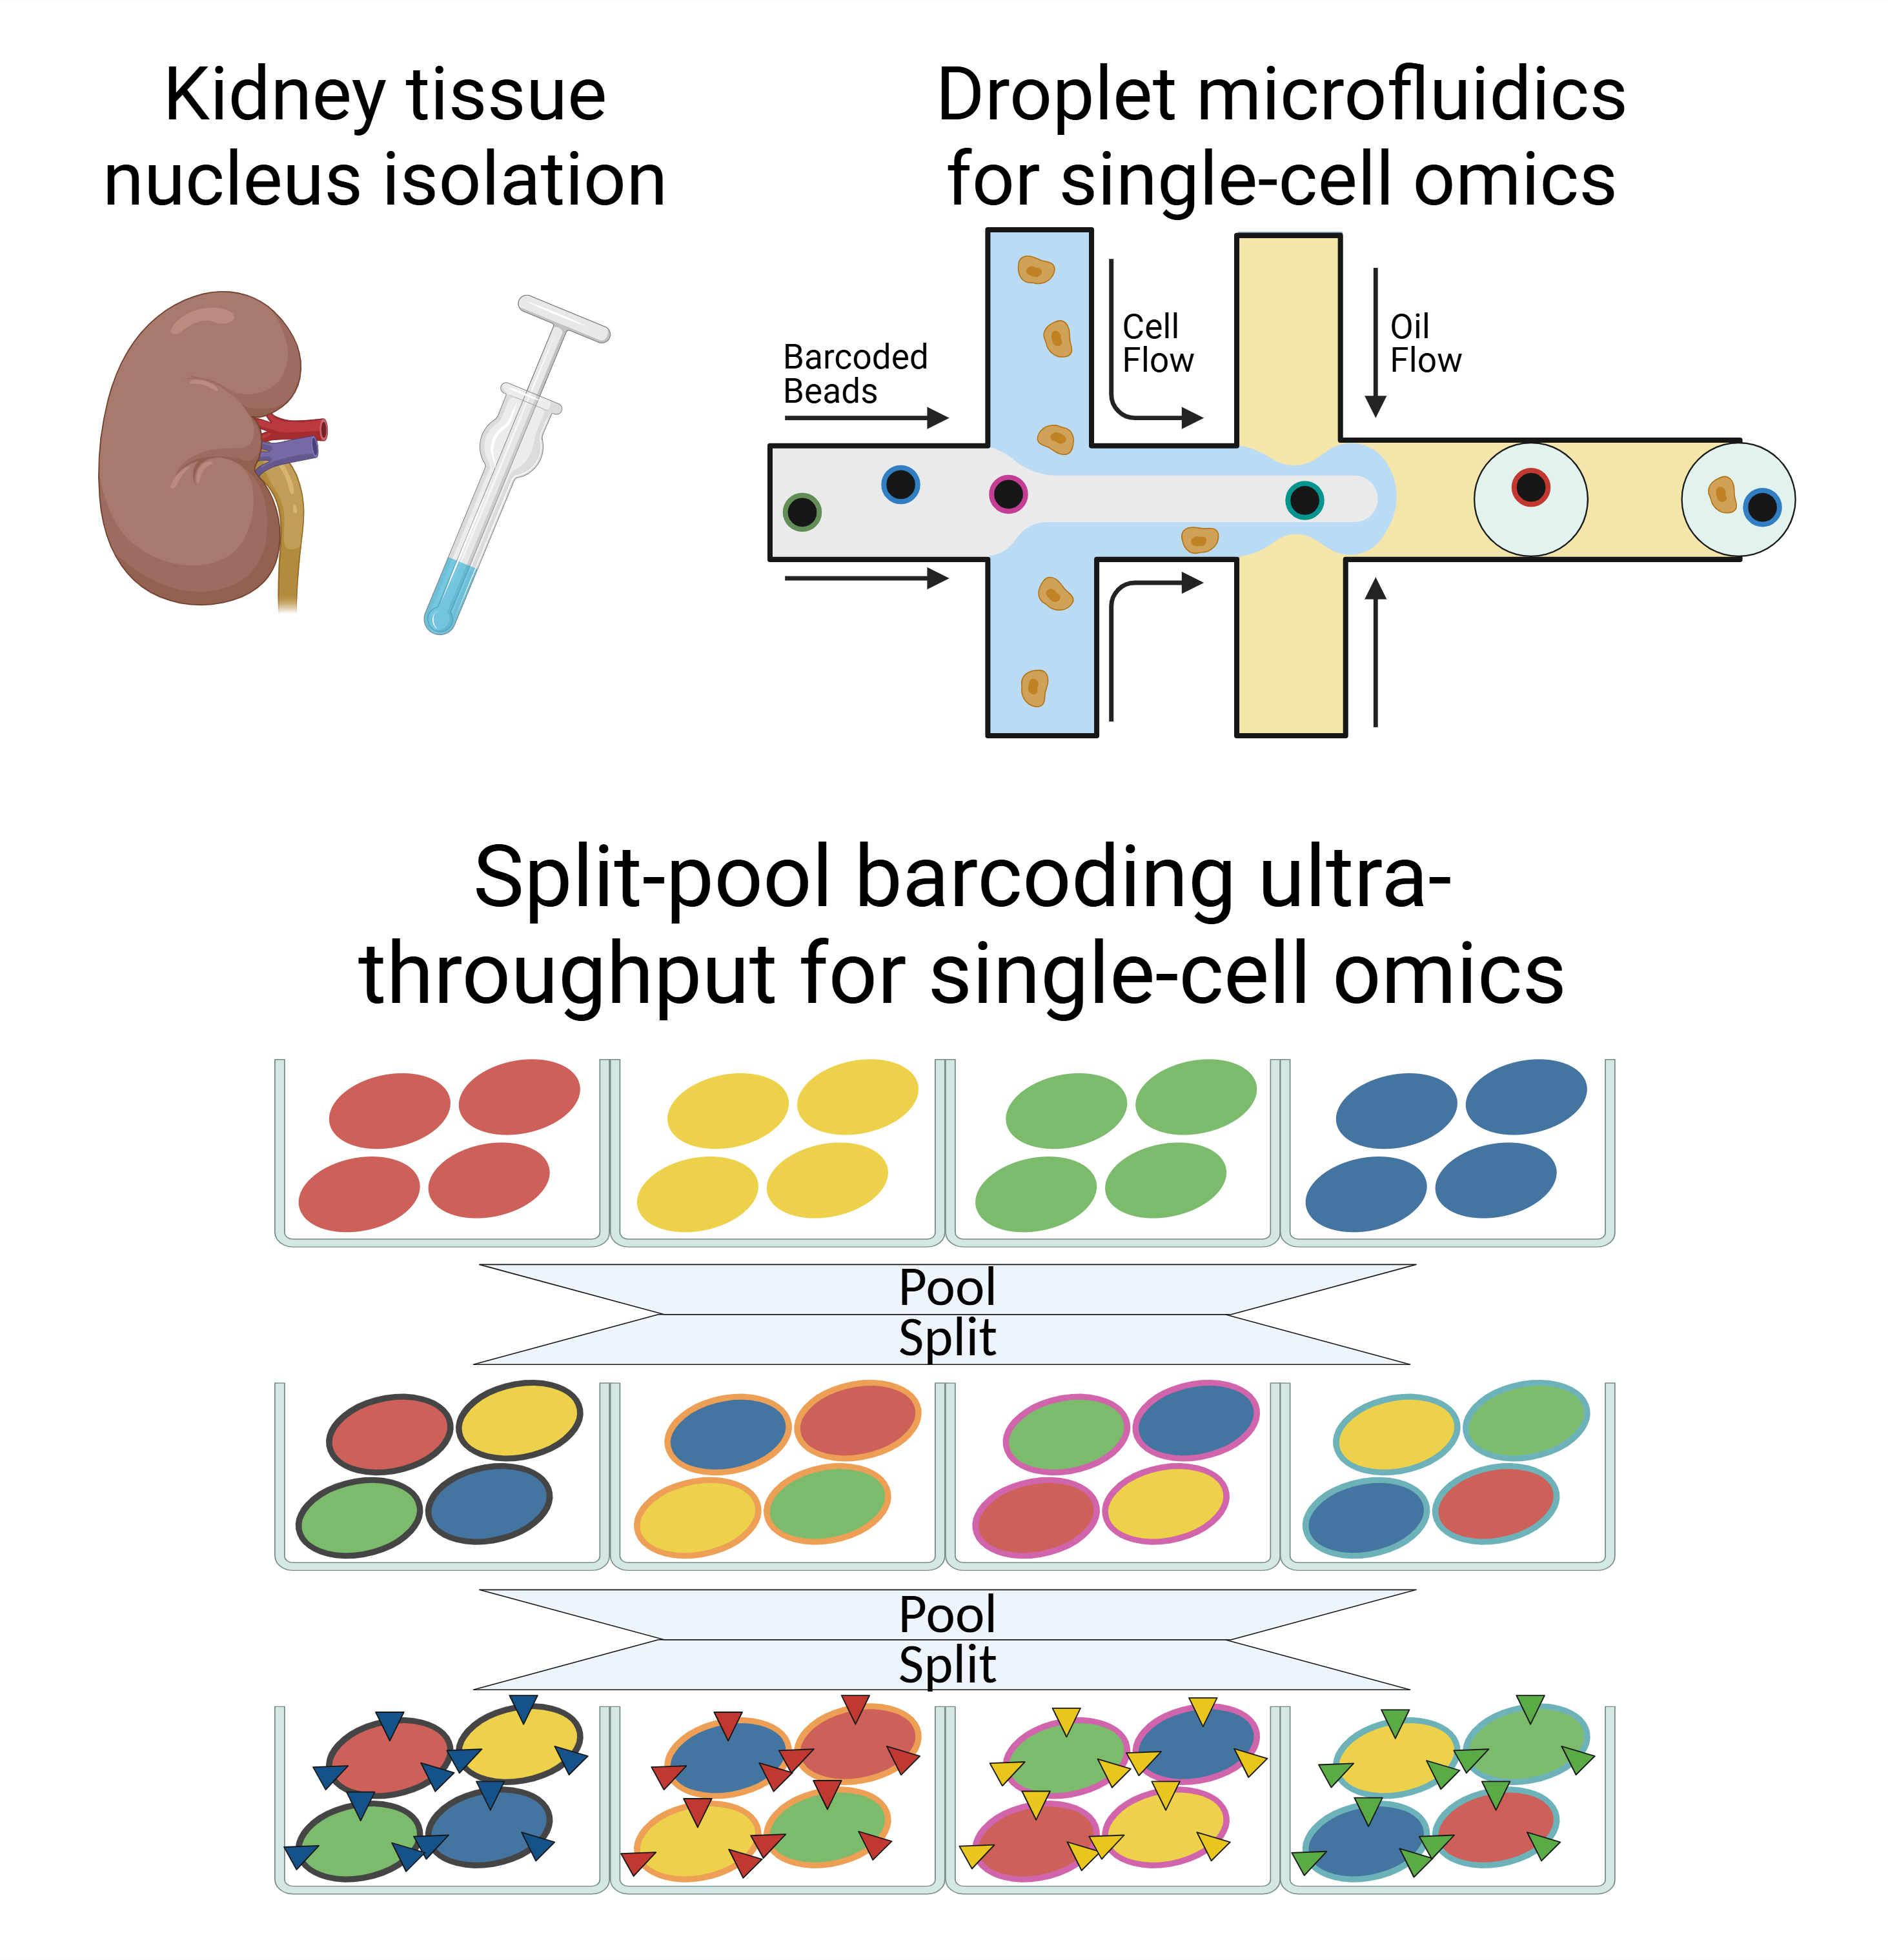 Kidney tissue
nucleus isolation
Droplet microfluidics
for single-cell omics
Barcoded
Beads
Cell
Flow
Oil
Flow
Split-pool barcoding ultra-
throughput for single-cell omics
Pool
Split
Pool
Split